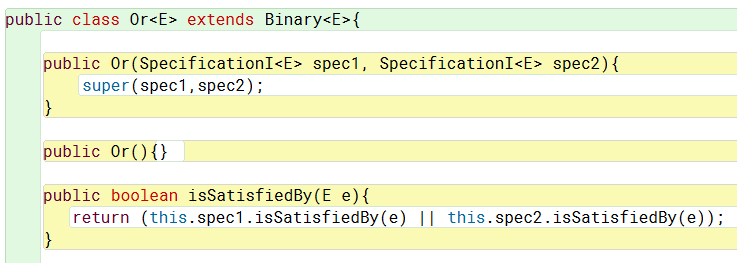 public class Or<E> extends Binary<E>{
public Or(SpecificationI<E> spec1, SpecificationI<E> spec2){
super(spec1,spec2);
}
public Or(){}
public boolean isSatisfiedBy(E e){
return (this.spec1.isSatisfiedBy(e) || this.spec2.isSatisfiedBy(e));
}